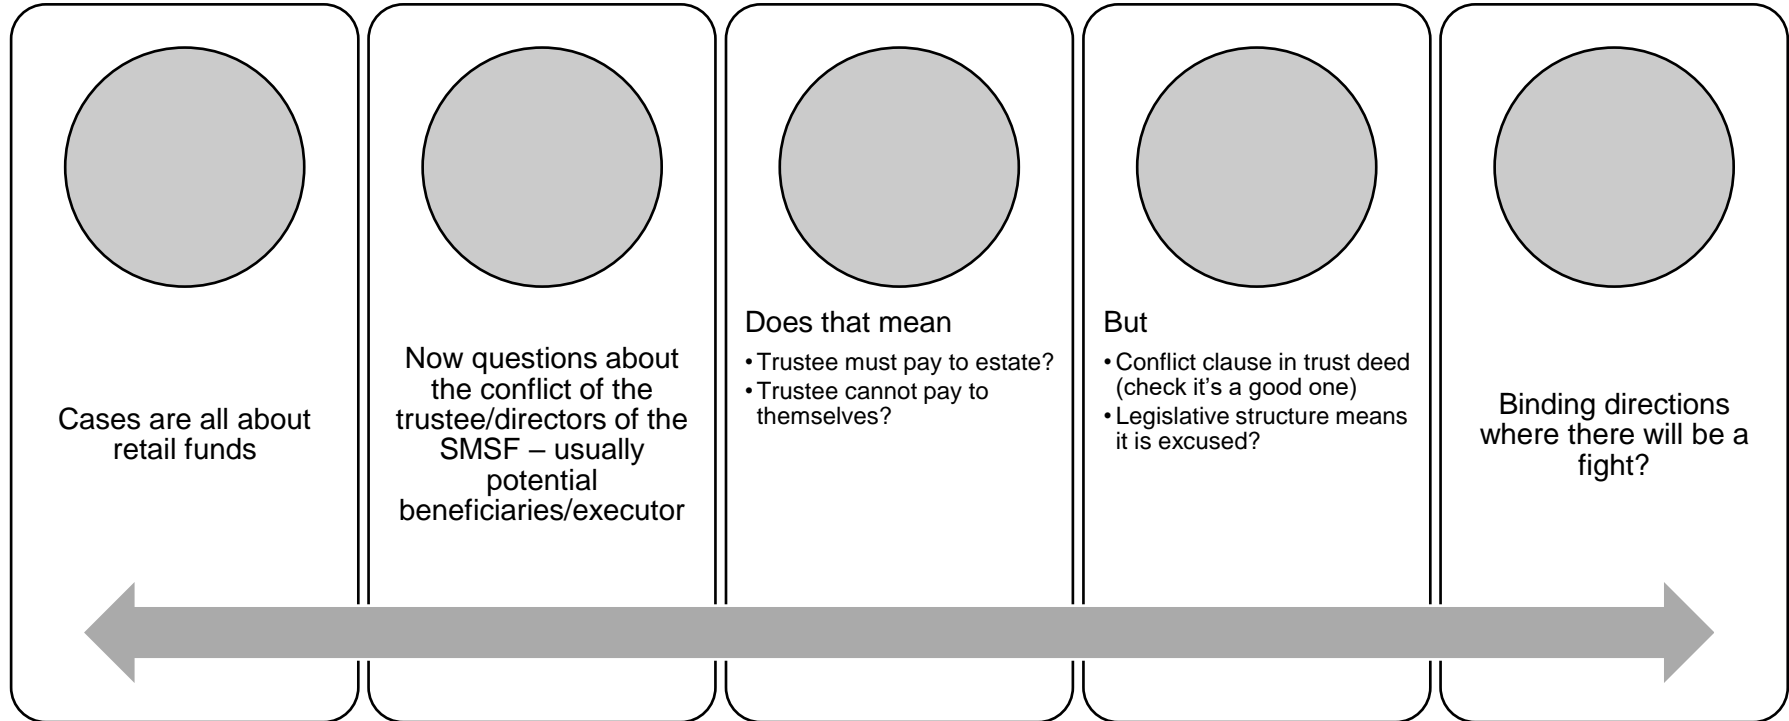 Cases are all about
retail funds
Now questions about
the conflict of the
trustee/directors of the
SMSF – usually
potential
beneficiaries/executor
Does that mean
• Trustee must pay to estate?
• Trustee cannot pay to
themselves?
But
• Conflict clause in trust deed
(check it's a good one)
• Legislative structure means
it is excused?
Binding directions
where there will be a
fight?